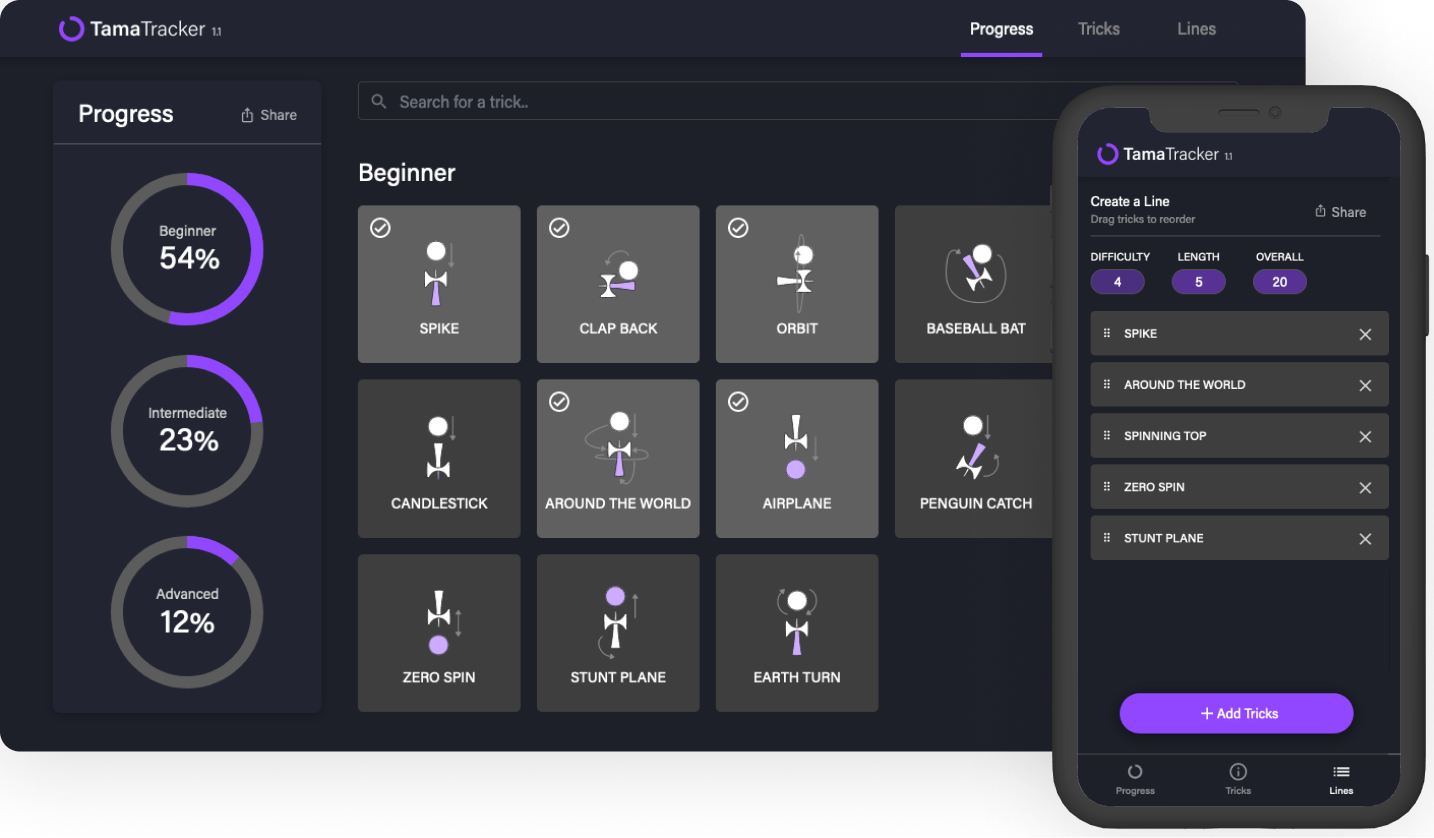 TamaTracker 1.1
Progress
Tricks
Lines
Progress
Share
Beginner
54%
Intermediate
23%
Advanced
12%
Search for a trick..
Beginner
SPIKE
CLAP BACK
ORBIT
BASEBALL BAT
CANDLESTICK
AROUND THE WORLD
AIRPLANE
PENGUIN CATCH
ZERO SPIN
STUNT PLANE
EARTH TURN
TamaTracker 1.1
Create a Line
Drag tricks to reorder
Share
DIFFICULTY LENGTH OVERALL
4 5 20
SPIKE
AROUND THE WORLD
SPINNING TOP
ZERO SPIN
STUNT PLANE
+ Add Tricks
Progress Tricks Lines